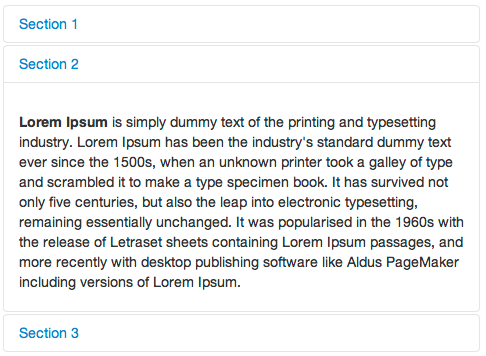 Section 1
Section 2
Lorem Ipsum is simply dummy text of the printing and typesetting
industry. Lorem Ipsum has been the industry's standard dummy text
ever since the 1500s, when an unknown printer took a galley of type
and scrambled it to make a type specimen book. It has survived not
only five centuries, but also the leap into electronic typesetting,
remaining essentially unchanged. It was popularised in the 1960s with
the release of Letraset sheets containing Lorem Ipsum passages, and
more recently with desktop publishing software like Aldus PageMaker
including versions of Lorem Ipsum.
Section 3